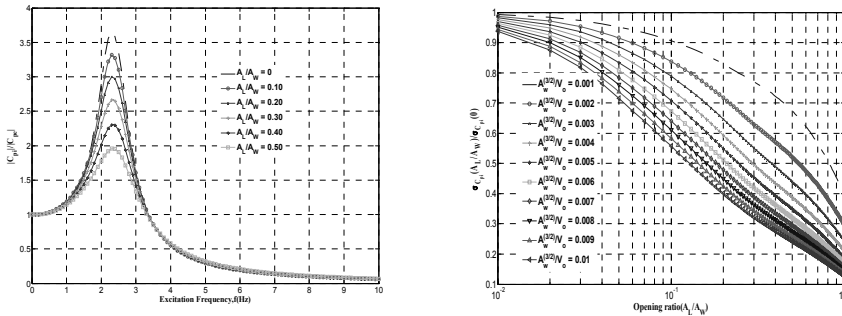 4
3.5
3
2.5
2
1.5
1
0.5
0
|C_pi|/|C_pe|
A_L/A_W = 0
A_L/A_W = 0.10
A_L/A_W = 0.20
A_L/A_W = 0.30
A_L/A_W = 0.40
A_L/A_W = 0.50
0 1 2 3 4 5 6 7 8 9 10
Excitation Frequency,f(Hz)
1
0.9
0.8
0.7
0.6
0.5
0.4
0.3
0.2
0.1
σ_C_pi (A_L/A_W)/σ_C_pi (0)
A_w^(3/2)/V_o = 0.001
A_w^(3/2)/V_o = 0.002
A_w^(3/2)/V_o = 0.003
A_w^(3/2)/V_o = 0.004
A_w^(3/2)/V_o = 0.005
A_w^(3/2)/V_o = 0.006
A_w^(3/2)/V_o = 0.007
A_w^(3/2)/V_o = 0.008
A_w^(3/2)/V_o = 0.009
A_w^(3/2)/V_o = 0.01
10^-2 10^-1
Opening ratio(A_L/A_W)